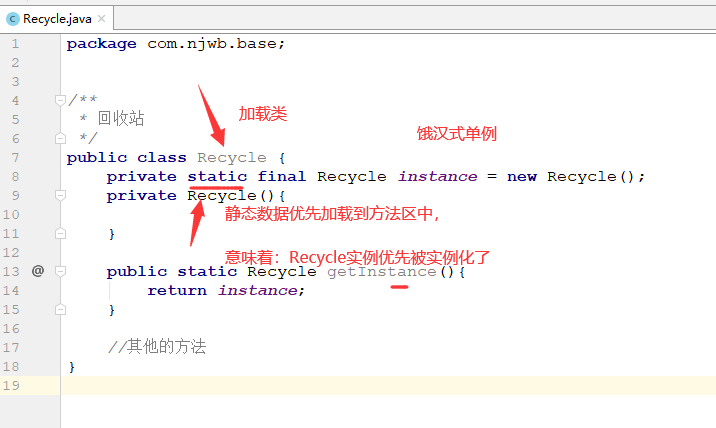 Recycle.java
1 package com.njwb.base;
2
3
4 /**
5 * 回收站
6 */
加载类
饿汉式单例
7 public class Recycle {
8 private static final Recycle instance = new Recycle();
9 private Recycle(){
10 静态数据优先加载到方法区中，
11 }
12 意味着：Recycle实例优先被实例化了
13 @ public static Recycle getInstance(){
14 return instance;
15 }
16
17 //其他的方法
18 }
19